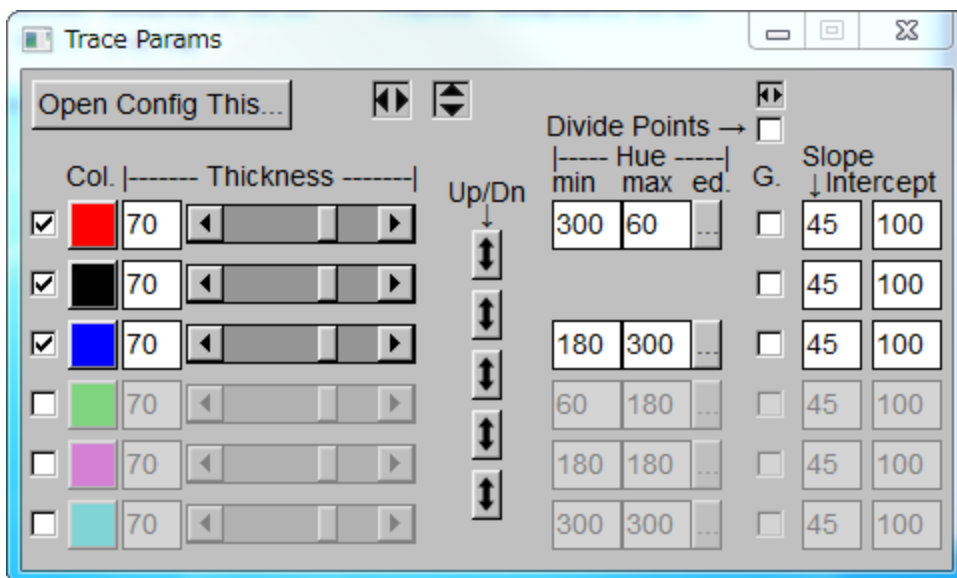 Trace Params
Open Config This...
Divide Points →
|----- Hue -----| Slope
Col. |------- Thickness -------| Up/Dn min max ed. G. ↓Intercept
↓
70 300 60 ... 45 100
70 45 100
70 180 300 ... 45 100
70 60 180 ... 45 100
70 180 180 ... 45 100
70 300 300 ... 45 100